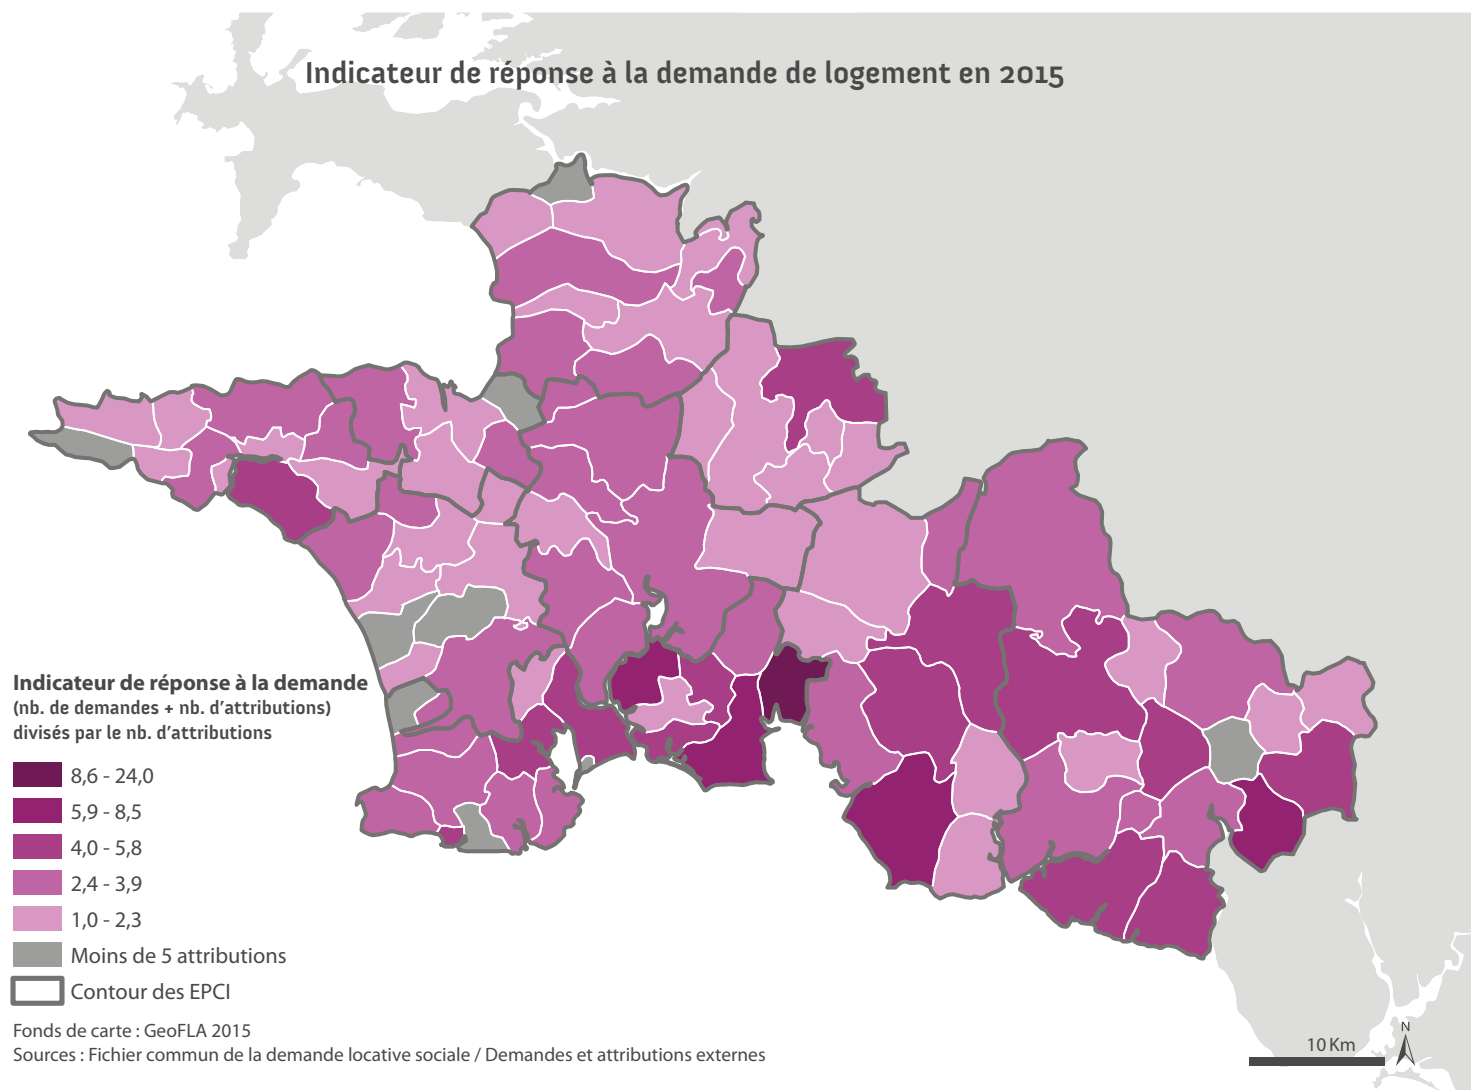 Indicateur de réponse à la demande de logement en 2015
Indicateur de réponse à la demande
(nb. de demandes + nb. d'attributions)
divisés par le nb. d'attributions
8,6 - 24,0
5,9 - 8,5
4,0 - 5,8
2,4 - 3,9
1,0 - 2,3
Moins de 5 attributions
Contour des EPCI
Fonds de carte : GeoFLA 2015
Sources : Fichier commun de la demande locative sociale / Demandes et attributions externes
10 Km
N